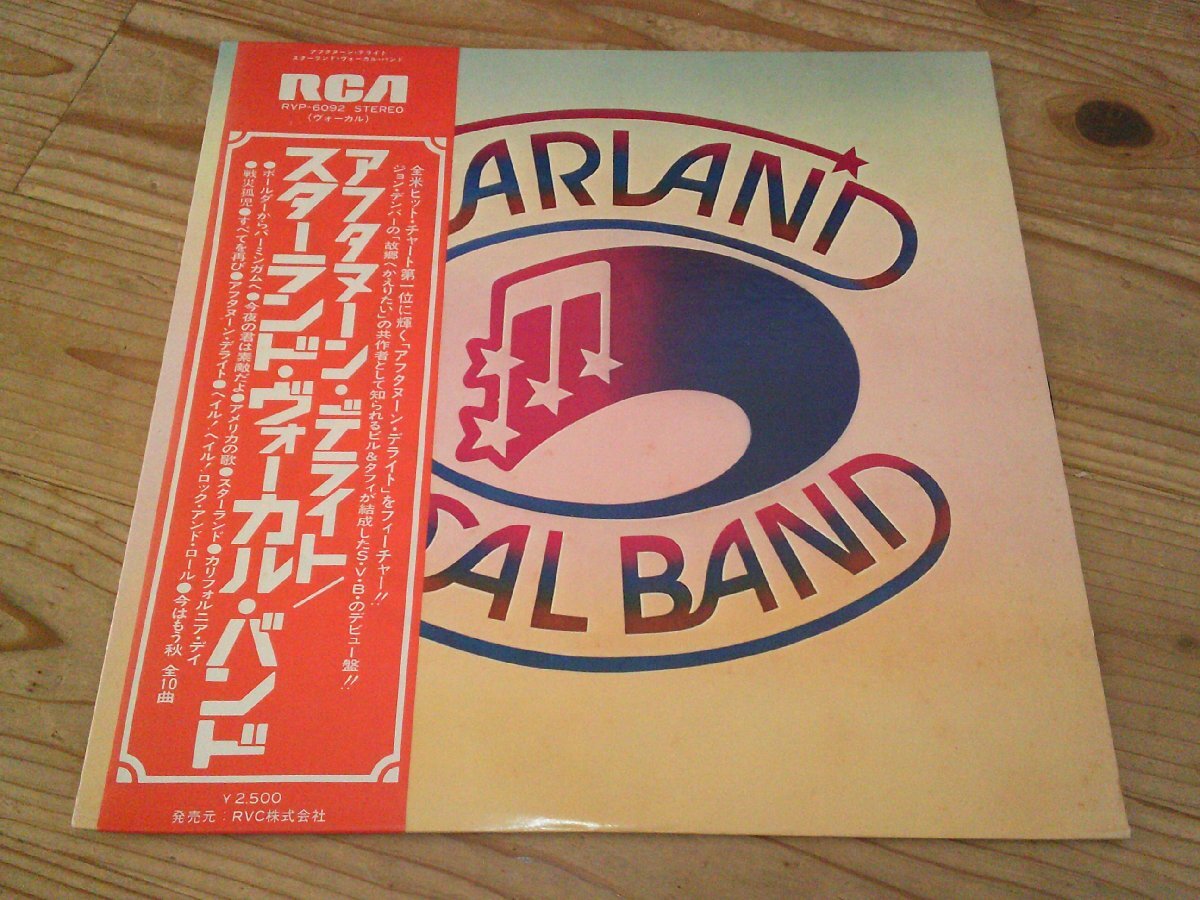 アフタヌーン・デライト
スターランド・ヴォーカル・バンド
RCA
RVP-6092 STEREO
(ヴォーカル)
全米ヒット・チャート第一位に輝く「アフタヌーン・デライト」をフィーチャー!!
ジョン・デンバーの「故郷へかえりたい」の共作者として知られるビル&タフィが結成したS・V・B・のデビュー盤!!
アフタヌーン・デライト/
スターランド・ヴォーカル・バンド
●ボールダーからバーミンガムへ●今夜の君は素敵だよ●アメリカの歌●スターランド●カリフォルニア・デイ
●戦災孤児●すべてを再び●アフタヌーン・デライト●ヘイル!ヘイル!ロック・アンド・ロール●今はもう秋 全10曲
¥2,500
発売元:RVC株式会社
ARLAND
CAL BAND